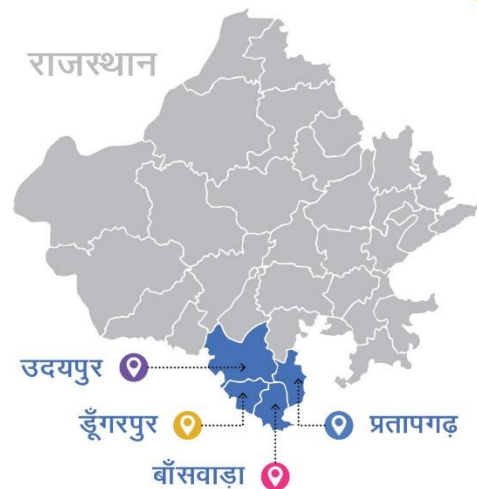 राजस्थान
उदयपुर
डूँगरपुर
प्रतापगढ़
बाँसवाड़ा